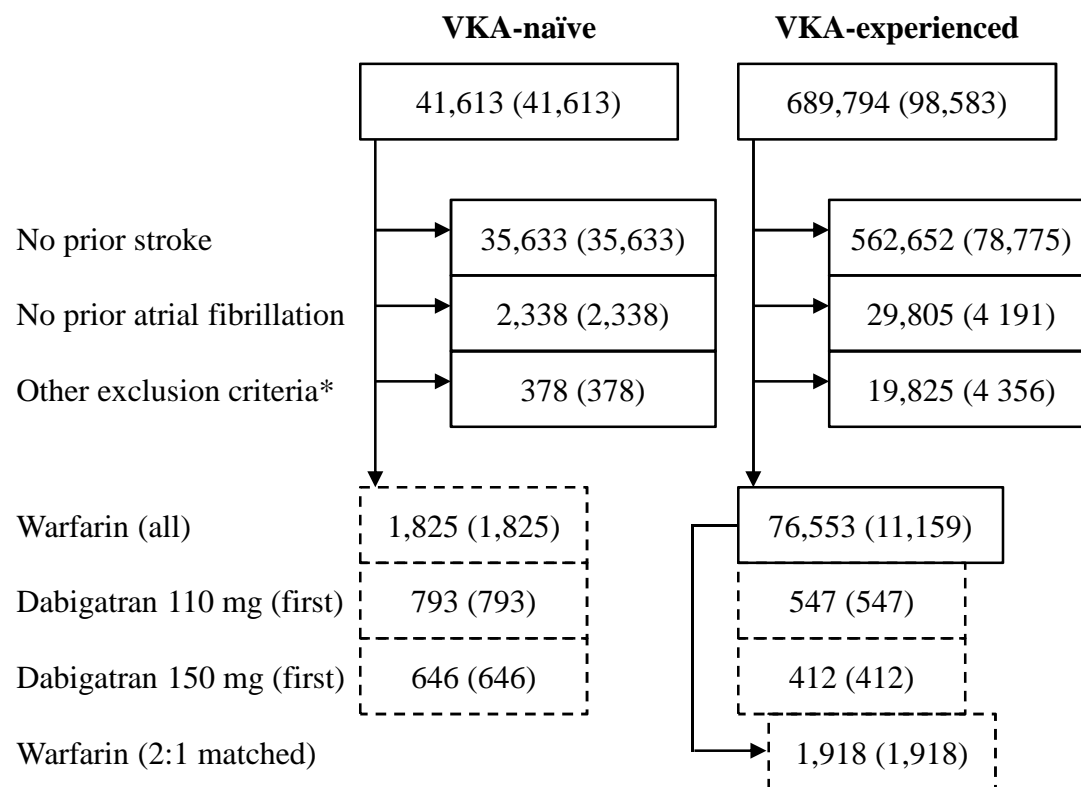 VKA-naïve VKA-experienced
41,613 (41,613) 689,794 (98,583)
No prior stroke 35,633 (35,633) 562,652 (78,775)
No prior atrial fibrillation 2,338 (2,338) 29,805 (4 191)
Other exclusion criteria* 378 (378) 19,825 (4 356)
Warfarin (all) 1,825 (1,825) 76,553 (11,159)
Dabigatran 110 mg (first) 793 (793) 547 (547)
Dabigatran 150 mg (first) 646 (646) 412 (412)
Warfarin (2:1 matched) 1,918 (1,918)